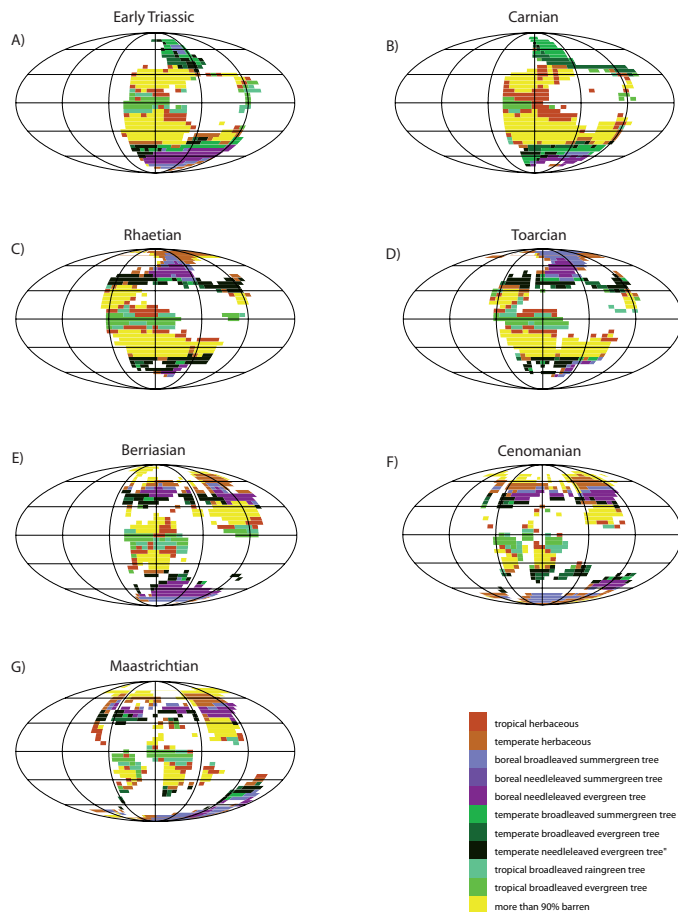 Early Triassic
Carnian
A)
B)
Rhaetian
Toarcian
C)
D)
Berriasian
Cenomanian
E)
F)
Maastrichtian
G)
tropical herbaceous
temperate herbaceous
boreal broadleaved summergreen tree
boreal needleleaved summergreen tree
boreal needleleaved evergreen tree
temperate broadleaved summergreen tree
temperate broadleaved evergreen tree
temperate needleleaved evergreen tree*
tropical broadleaved raingreen tree
tropical broadleaved evergreen tree
more than 90% barren